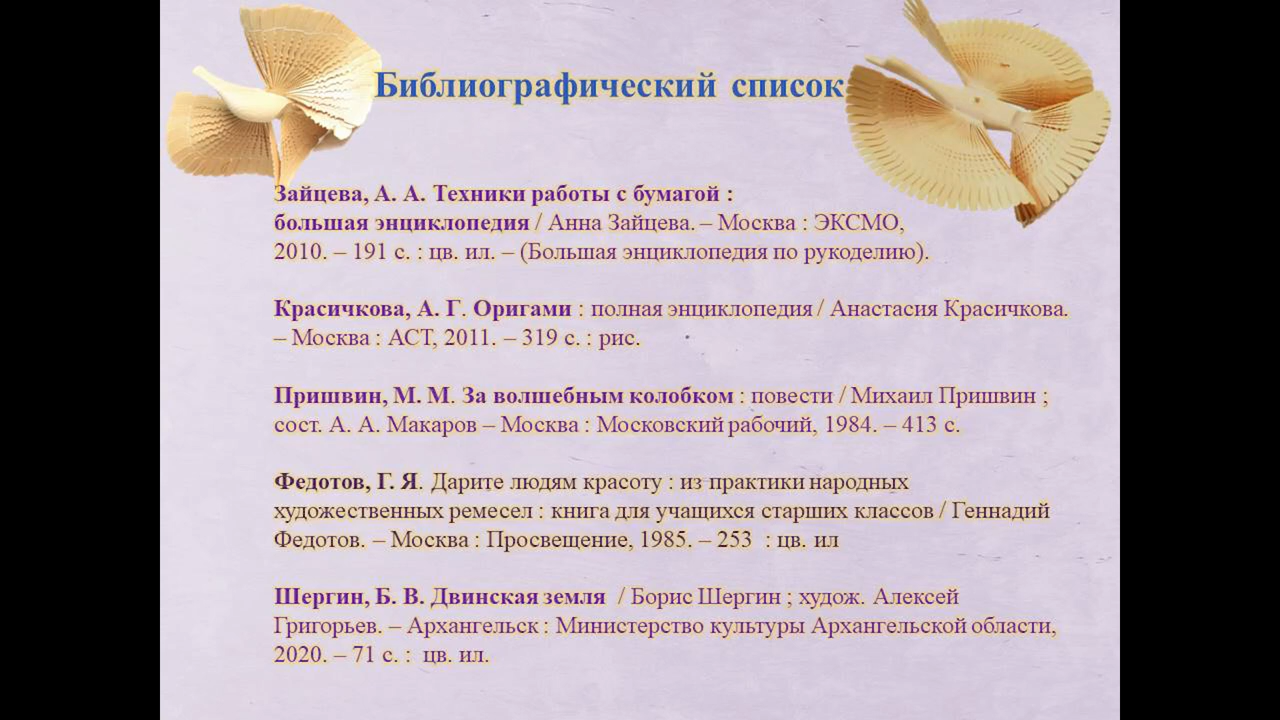 Библиографический список
Зайцева, А. А. Техники работы с бумагой :
большая энциклопедия / Анна Зайцева. – Москва : ЭКСМО,
2010. – 191 с. : цв. ил. – (Большая энциклопедия по рукоделию).
Красичкова, А. Г. Оригами : полная энциклопедия / Анастасия Красичкова.
– Москва : АСТ, 2011. – 319 с. : рис.
Пришвин, М. М. За волшебным колобком : повести / Михаил Пришвин ;
сост. А. А. Макаров – Москва : Московский рабочий, 1984. – 413 с.
Федотов, Г. Я. Дарите людям красоту : из практики народных
художественных ремесел : книга для учащихся старших классов / Геннадий
Федотов. – Москва : Просвещение, 1985. – 253 : цв. ил
Шергин, Б. В. Двинская земля / Борис Шергин ; худож. Алексей
Григорьев. – Архангельск : Министерство культуры Архангельской области,
2020. – 71 с. : цв. ил.